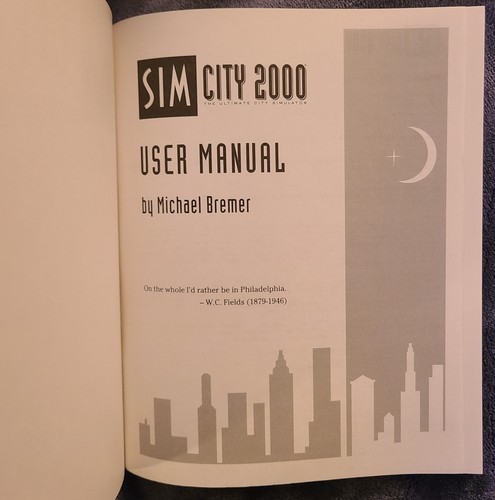 SIM CITY 2000
THE ULTIMATE CITY SIMULATOR
USER MANUAL
by Michael Bremer
On the whole I'd rather be in Philadelphia.
– W.C. Fields (1879-1946)